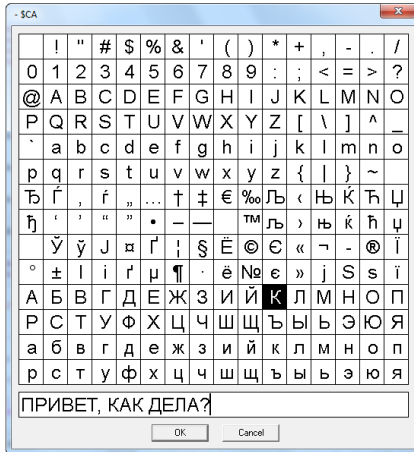 - $CA
! " # $ % & ' ( ) * + , - . /
0 1 2 3 4 5 6 7 8 9 : ; < = > ?
@ A B C D E F G H I J K L M N O
P Q R S T U V W X Y Z [ \ ] ^ _
` a b c d e f g h i j k l m n o
p q r s t u v w x y z { | } ~
Ђ Ѓ ‚ ѓ „ … † ‡ € ‰ Љ ‹ Њ Ќ Ћ Џ
ђ ‘ ’ “ ” • – — ™ љ › њ ќ ћ џ
Ў ў Ј ¤ Ґ ¦ § Ё © Є « ¬ - ® Ї
° ± І і ґ µ ¶ · ё № є » ј Ѕ ѕ ї
А Б В Г Д Е Ж З И Й К Л М Н О П
Р С Т У Ф Х Ц Ч Ш Щ Ъ Ы Ь Э Ю Я
а б в г д е ж з и й к л м н о п
р с т у ф х ц ч ш щ ъ ы ь э ю я
ПРИВЕТ, КАК ДЕЛА?
OK Cancel